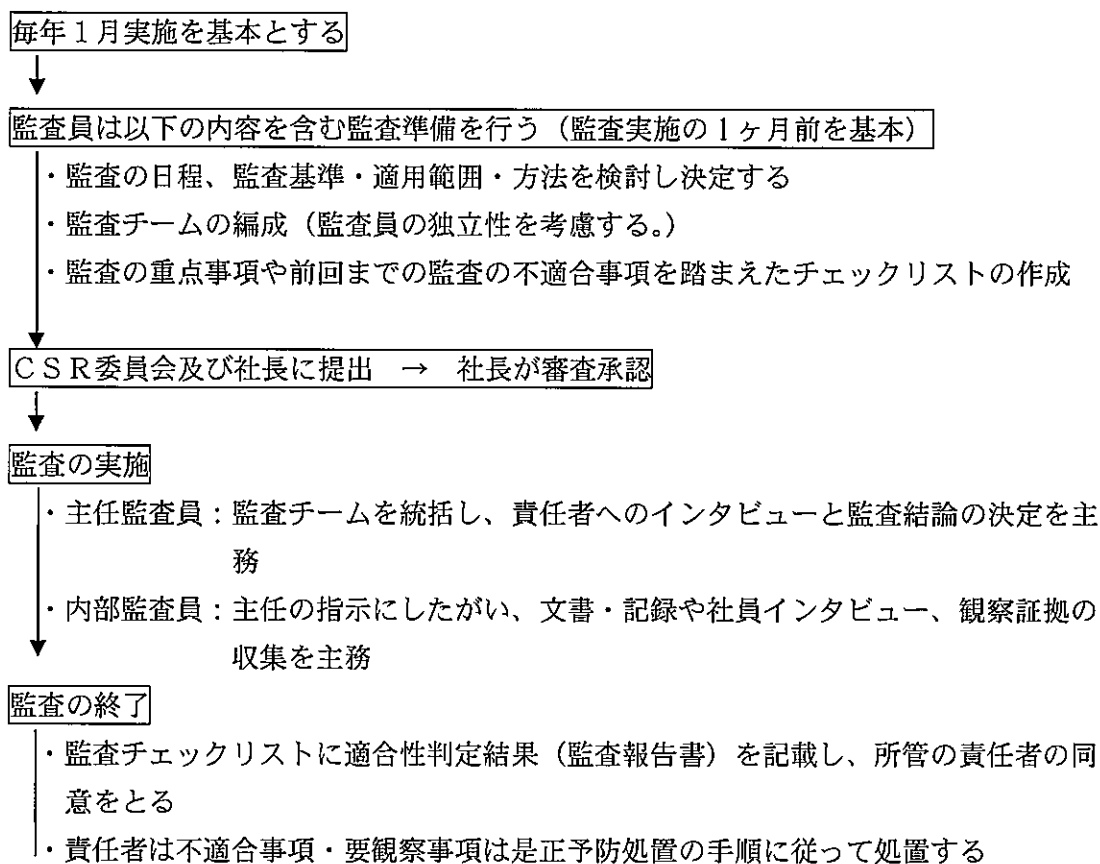 毎年1月実施を基本とする
監査員は以下の内容を含む監査準備を行う（監査実施の1ヶ月前を基本）
・監査の日程、監査基準・適用範囲・方法を検討し決定する
・監査チームの編成（監査員の独立性を考慮する。）
・監査の重点事項や前回までの監査の不適合事項を踏まえたチェックリストの作成
ＣＳＲ委員会及び社長に提出　→　社長が審査承認
監査の実施
・主任監査員：監査チームを統括し、責任者へのインタビューと監査結論の決定を主
務
・内部監査員：主任の指示にしたがい、文書・記録や社員インタビュー、観察証拠の
収集を主務
監査の終了
・監査チェックリストに適合性判定結果（監査報告書）を記載し、所管の責任者の同
意をとる
・責任者は不適合事項・要観察事項は是正予防処置の手順に従って処置する